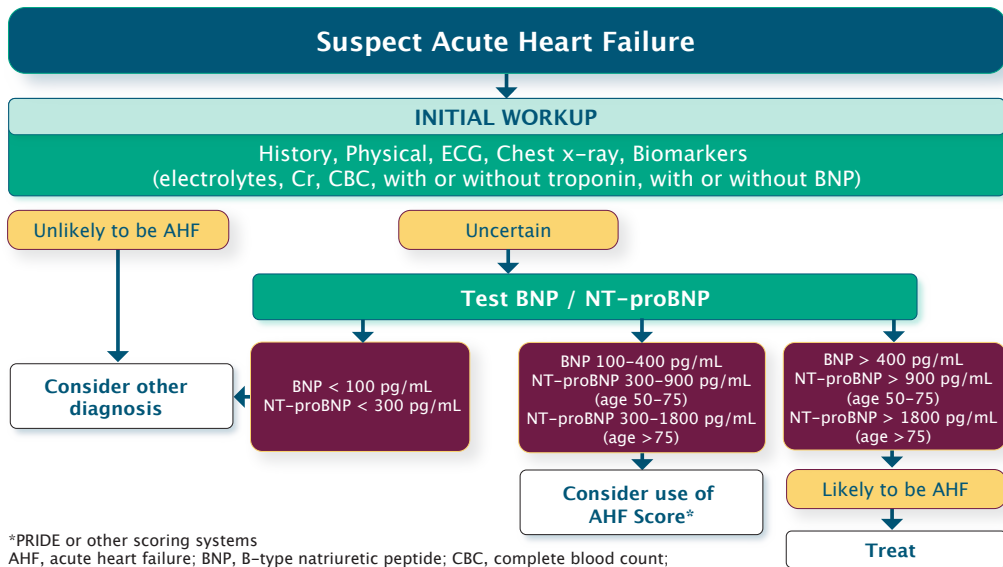 Suspect Acute Heart Failure
INITIAL WORKUP
History, Physical, ECG, Chest x-ray, Biomarkers
(electrolytes, Cr, CBC, with or without troponin, with or without BNP)
Unlikely to be AHF
Uncertain
Test BNP / NT-proBNP
Consider other
diagnosis
BNP < 100 pg/mL
NT-proBNP < 300 pg/mL
BNP 100-400 pg/mL
NT-proBNP 300-900 pg/mL
(age 50-75)
NT-proBNP 300-1800 pg/mL
(age >75)
BNP > 400 pg/mL
NT-proBNP > 900 pg/mL
(age 50-75)
NT-proBNP > 1800 pg/mL
(age >75)
Consider use of
AHF Score*
Likely to be AHF
Treat
*PRIDE or other scoring systems
AHF, acute heart failure; BNP, B-type natriuretic peptide; CBC, complete blood count;